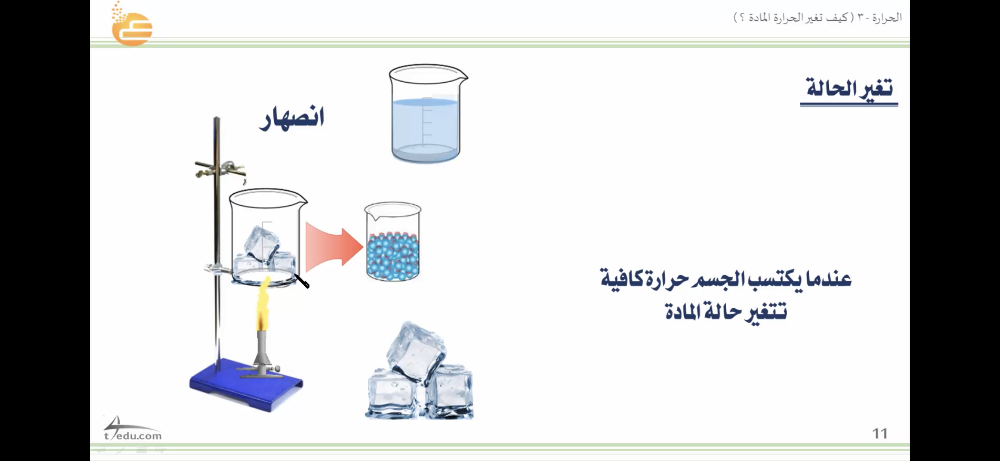 الحرارة - ٣ ( كيف تغير الحرارة المادة ؟ )
تغير الحالة
انصهار
عندما يكتسب الجسم حرارة كافية
تتغير حالة المادة
t4edu.com
11